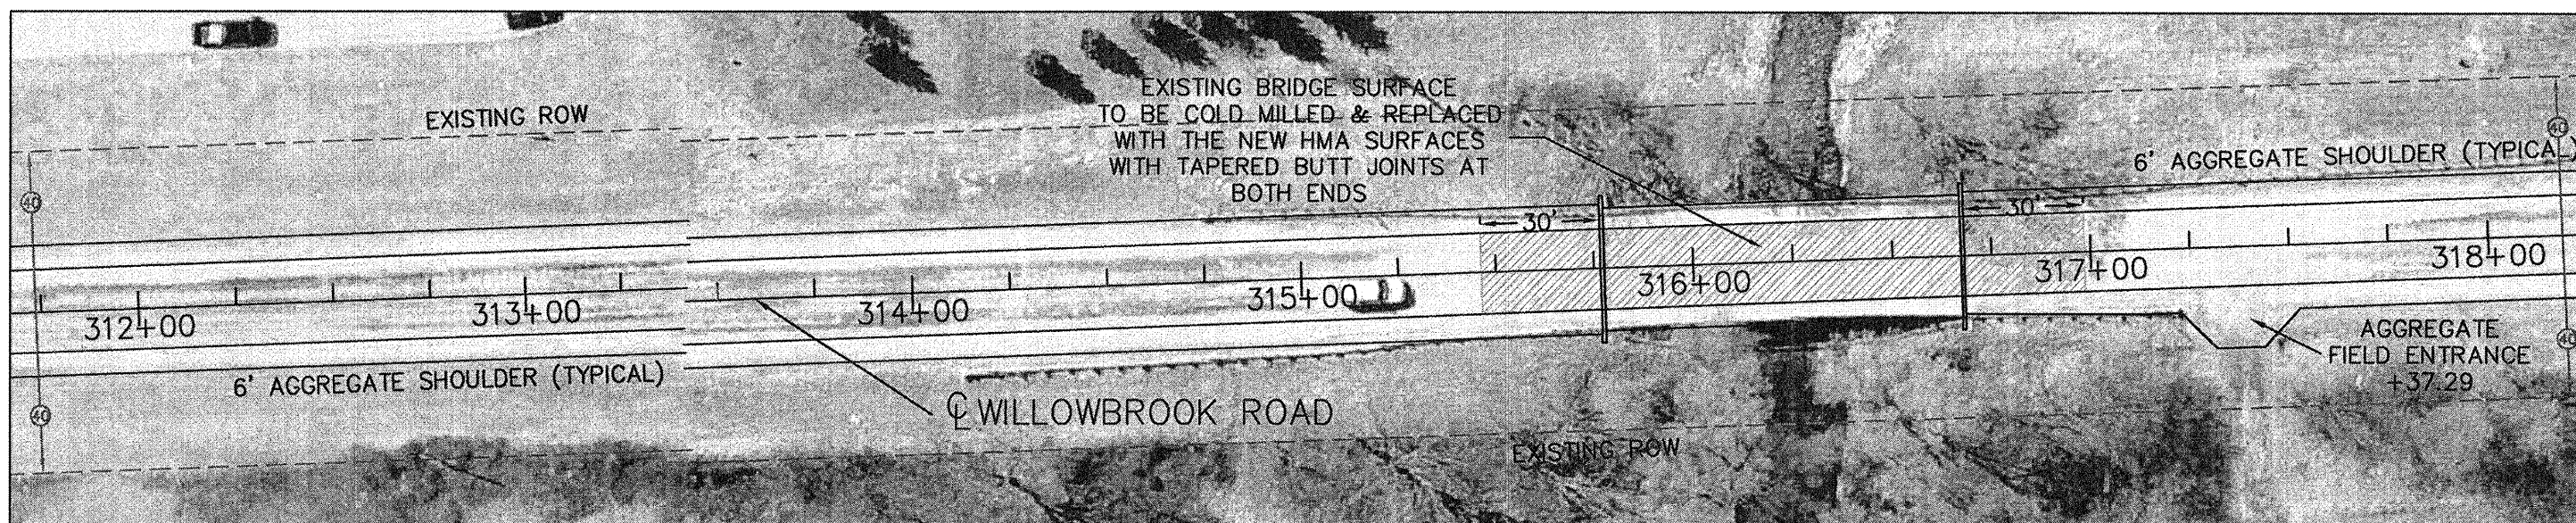 EXISTING ROW
EXISTING BRIDGE SURFACE
TO BE COLD MILLED & REPLACED
WITH THE NEW HMA SURFACES
WITH TAPERED BUTT JOINTS AT
BOTH ENDS
6' AGGREGATE SHOULDER (TYPICAL)
40
40
30'
30'
312+00
313+00
314+00
315+00
316+00
317+00
318+00
6' AGGREGATE SHOULDER (TYPICAL)
40
℄ WILLOWBROOK ROAD
EXISTING ROW
AGGREGATE
FIELD ENTRANCE
+37.29
40